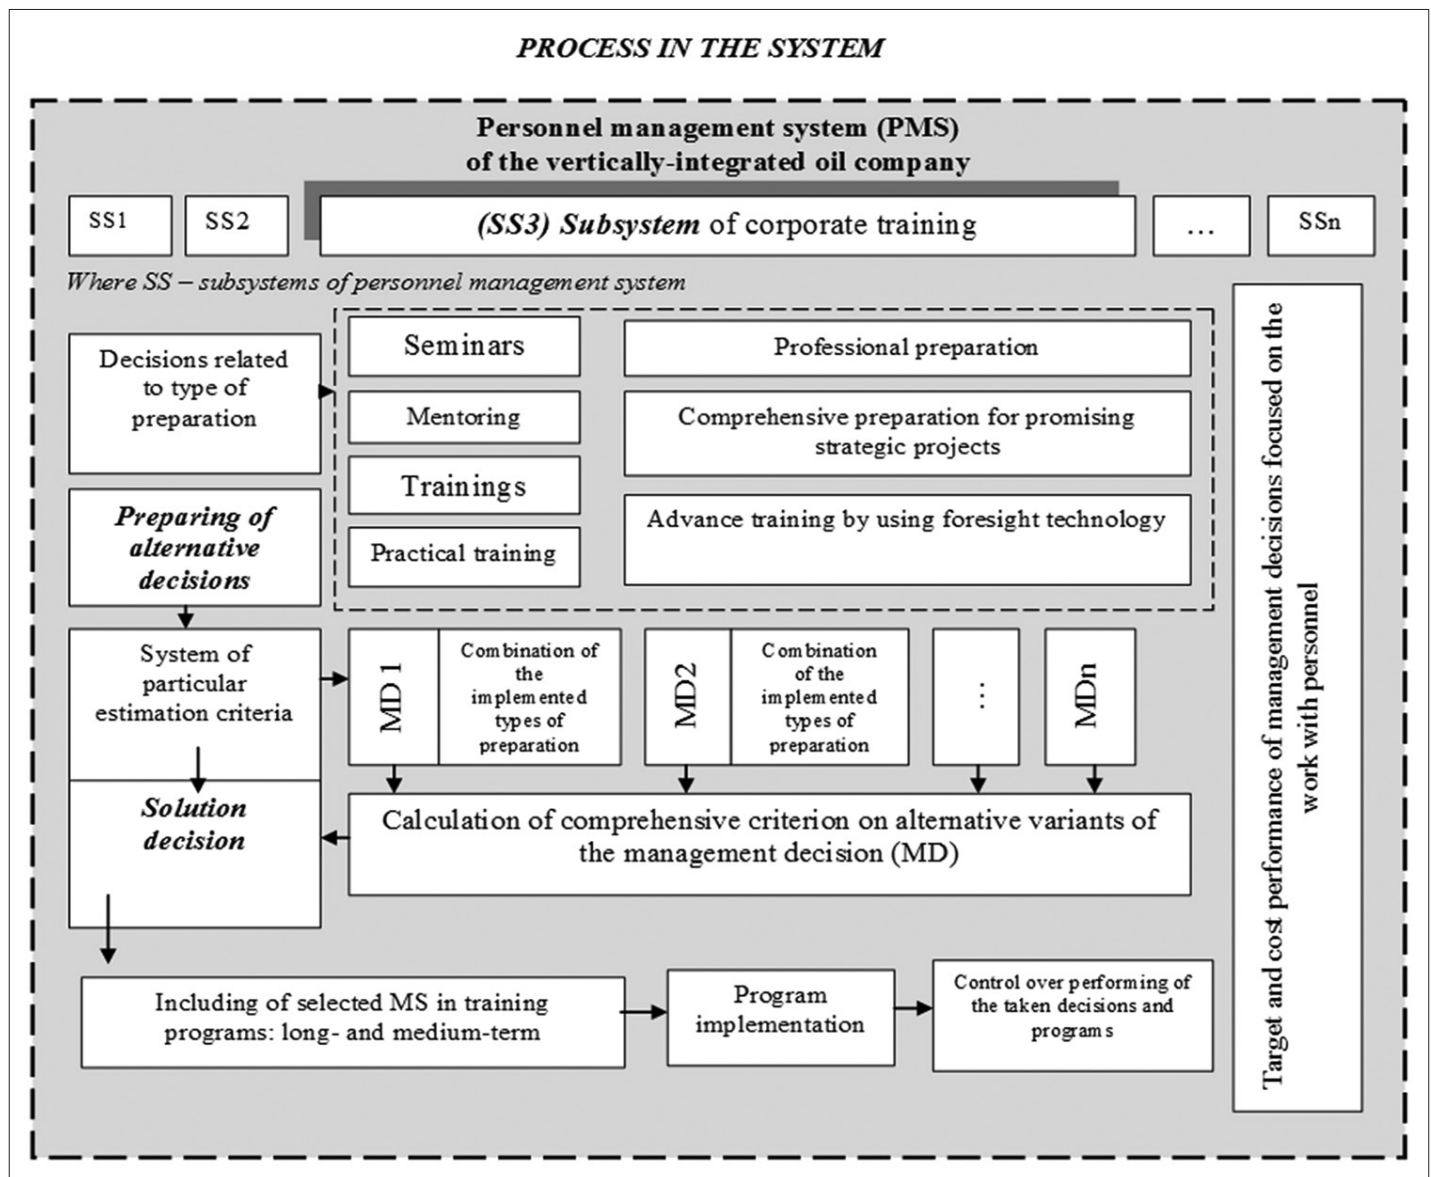 PROCESS IN THE SYSTEM
Personnel management system (PMS)
of the vertically-integrated oil company
SS1
SS2
(SS3) Subsystem of corporate training
...
SSn
Where SS – subsystems of personnel management system
Decisions related
to type of
preparation
Seminars
Mentoring
Trainings
Practical training
Professional preparation
Comprehensive preparation for promising
strategic projects
Advance training by using foresight technology
Preparing of
alternative
decisions
System of
particular
estimation criteria
MD 1
Combination of
the
implemented
types of
preparation
MD2
Combination
of the
implemented
types of
preparation
...
MDn
Solution
decision
Calculation of comprehensive criterion on alternative variants of
the management decision (MD)
Including of selected MS in training
programs: long- and medium-term
Program
implementation
Control over performing of
the taken decisions and
programs
Target and cost performance of management decisions focused on the
work with personnel